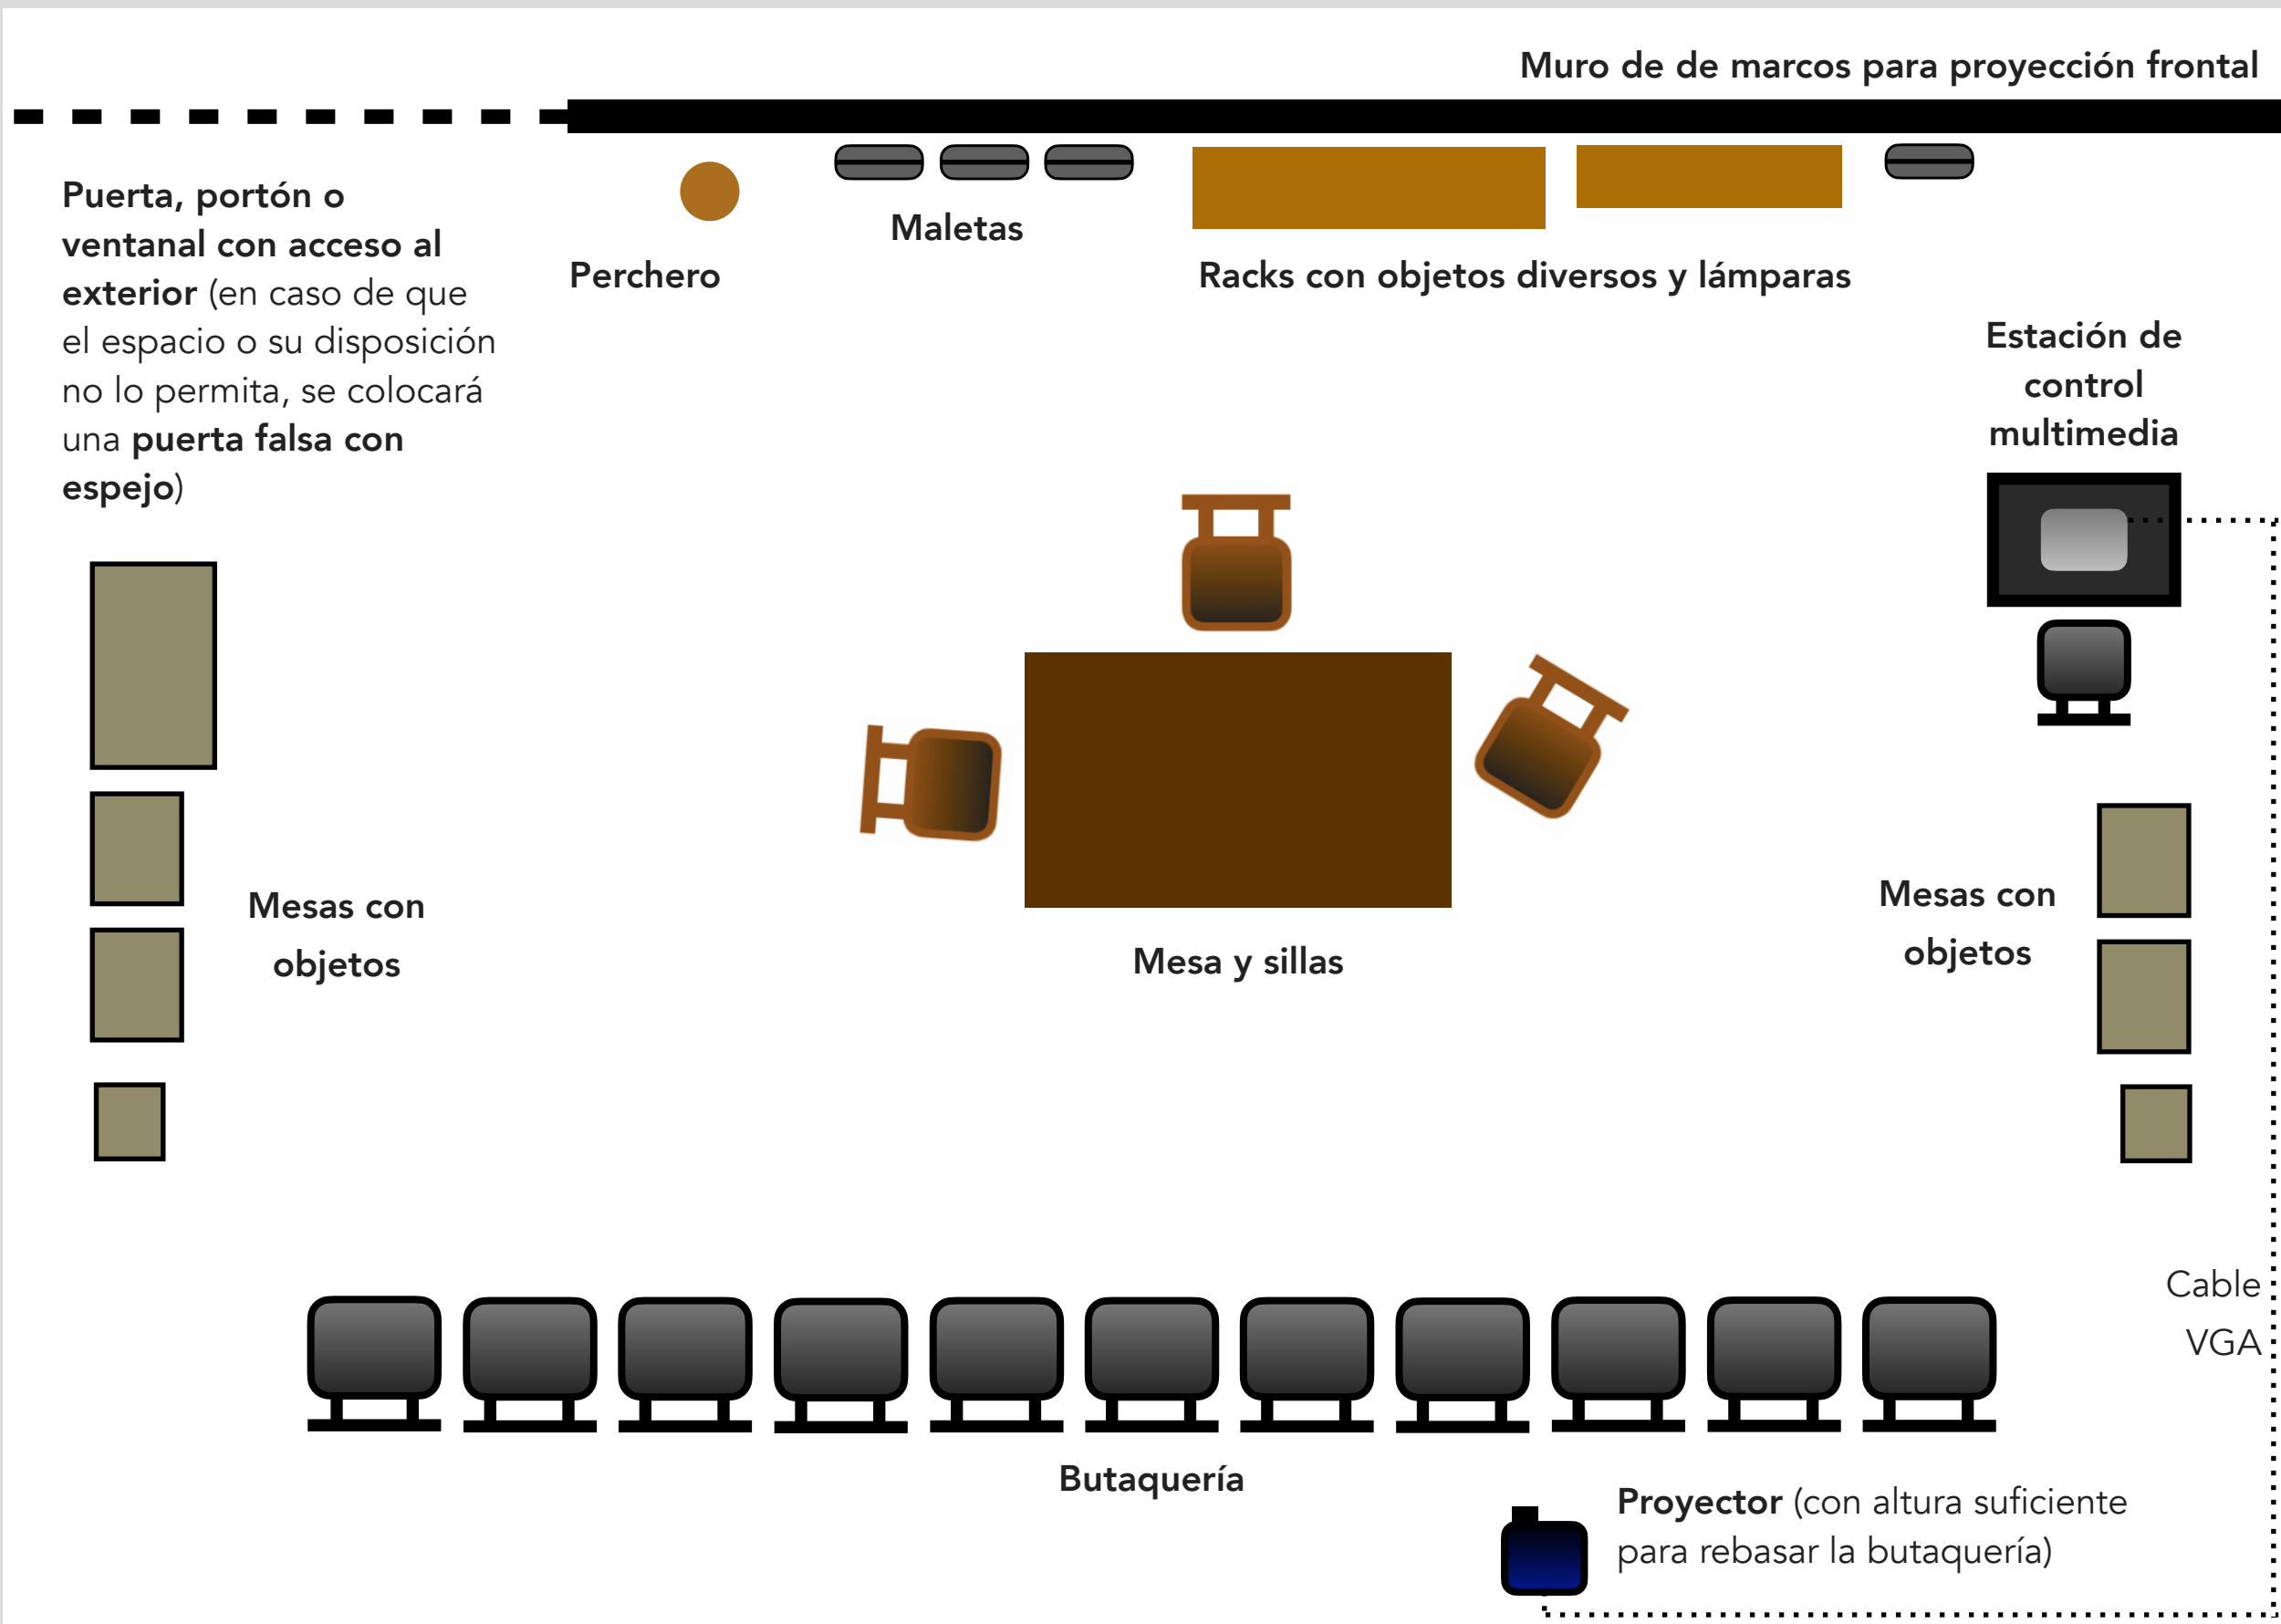 Muro de de marcos para proyección frontal
Puerta, portón o
ventanal con acceso al
exterior (en caso de que
el espacio o su disposición
no lo permita, se colocará
una puerta falsa con
espejo)
Perchero
Maletas
Racks con objetos diversos y lámparas
Estación de
control
multimedia
Mesas con
objetos
Mesa y sillas
Mesas con
objetos
Cable
VGA
Butaquería
Proyector (con altura suficiente
para rebasar la butaquería)